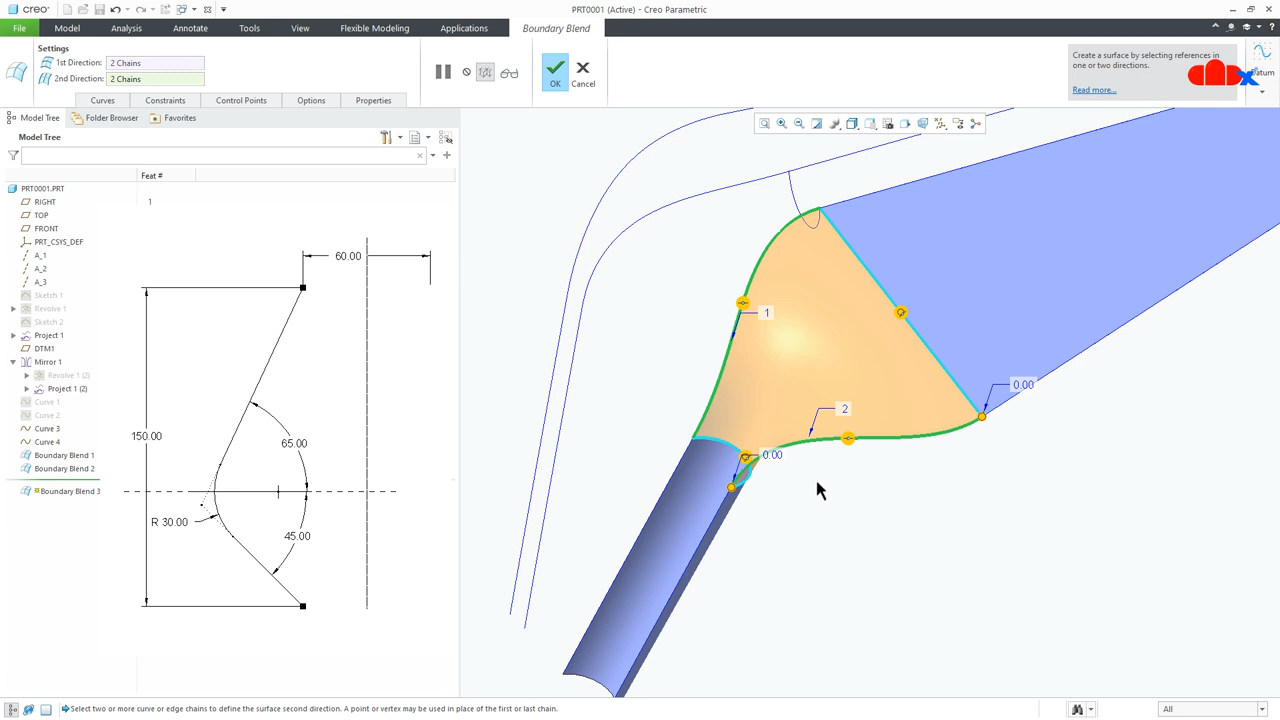 creo
PRT0001 (Active) - Creo Parametric
File
Model
Analysis
Annotate
Tools
View
Flexible Modeling
Applications
Boundary Blend
Settings
1st Direction:
2 Chains
2nd Direction:
2 Chains
OK
Cancel
Create a surface by selecting references in one or two directions.
Read more...
Datum
Curves
Constraints
Control Points
Options
Properties
Model Tree
Folder Browser
Favorites
Model Tree
Feat #
PRT0001.PRT
RIGHT
1
TOP
FRONT
PRT_CSYS_DEF
A_1
A_2
A_3
Sketch 1
Revolve 1
Sketch 2
Project 1
DTM1
Mirror 1
Revolve 1 (2)
Project 1 (2)
Curve 1
Curve 2
Curve 3
Curve 4
Boundary Blend 1
Boundary Blend 2
Boundary Blend 3
60.00
150.00
65.00
R 30.00
45.00
1
2
0.00
0.00
Select two or more curve or edge chains to define the surface second direction. A point or vertex may be used in place of the first or last chain.
All